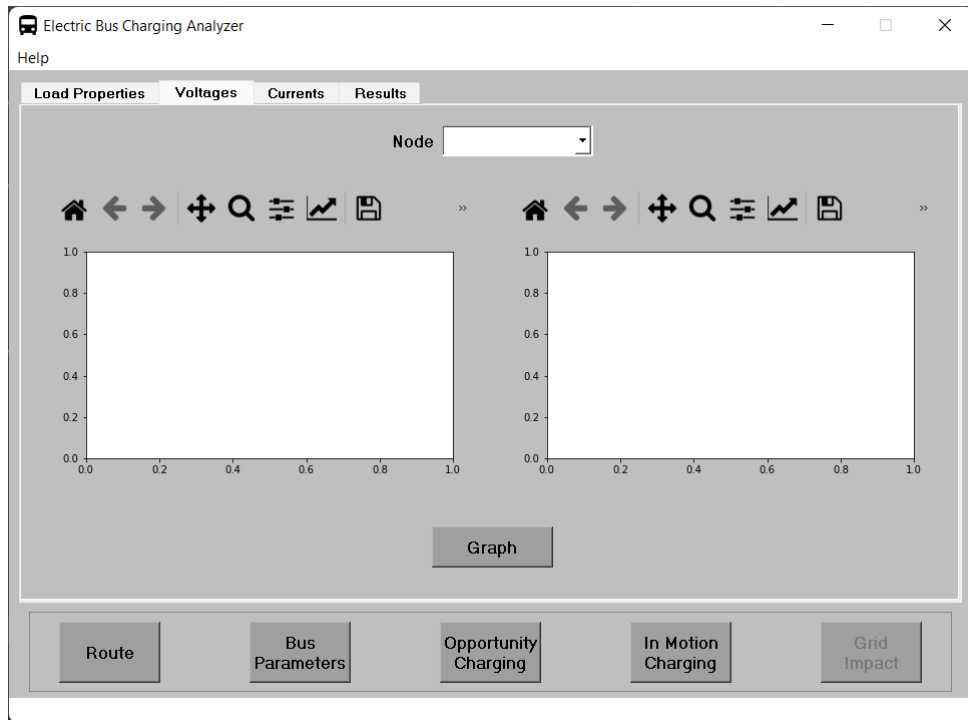 Electric Bus Charging Analyzer
Help
Load Properties Voltages Currents Results
Node
» »
1.0 1.0
0.8 0.8
0.6 0.6
0.4 0.4
0.2 0.2
0.0 0.0
0.0 0.2 0.4 0.6 0.8 1.0 0.0 0.2 0.4 0.6 0.8 1.0
Graph
Route
Bus
Parameters
Opportunity
Charging
In Motion
Charging
Grid
Impact